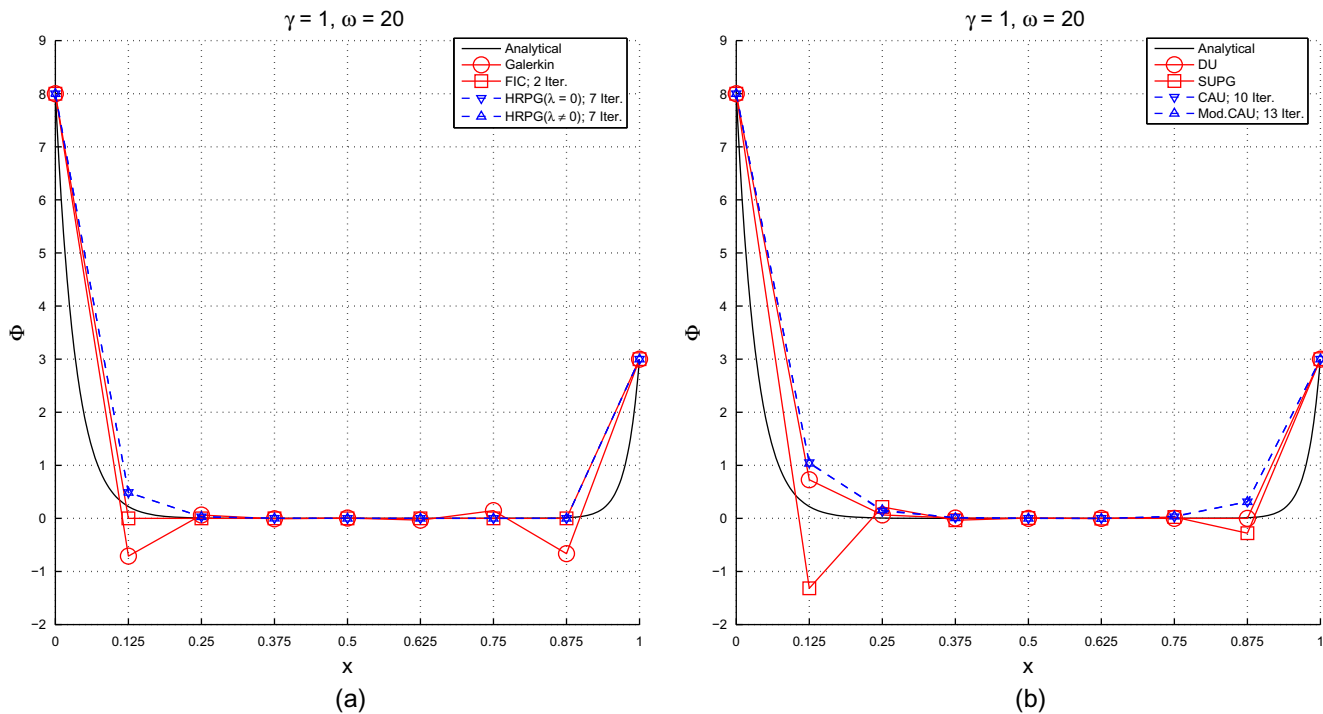 γ = 1, ω = 20
Analytical
Galerkin
FIC; 2 Iter.
HRPG(λ = 0); 7 Iter.
HRPG(λ ≠ 0); 7 Iter.
9
8
7
6
5
4
3
2
1
0
−1
−2
Φ
0 0.125 0.25 0.375 0.5 0.625 0.75 0.875 1
x
(a)
γ = 1, ω = 20
Analytical
DU
SUPG
CAU; 10 Iter.
Mod.CAU; 13 Iter.
9
8
7
6
5
4
3
2
1
0
−1
−2
Φ
0 0.125 0.25 0.375 0.5 0.625 0.75 0.875 1
x
(b)